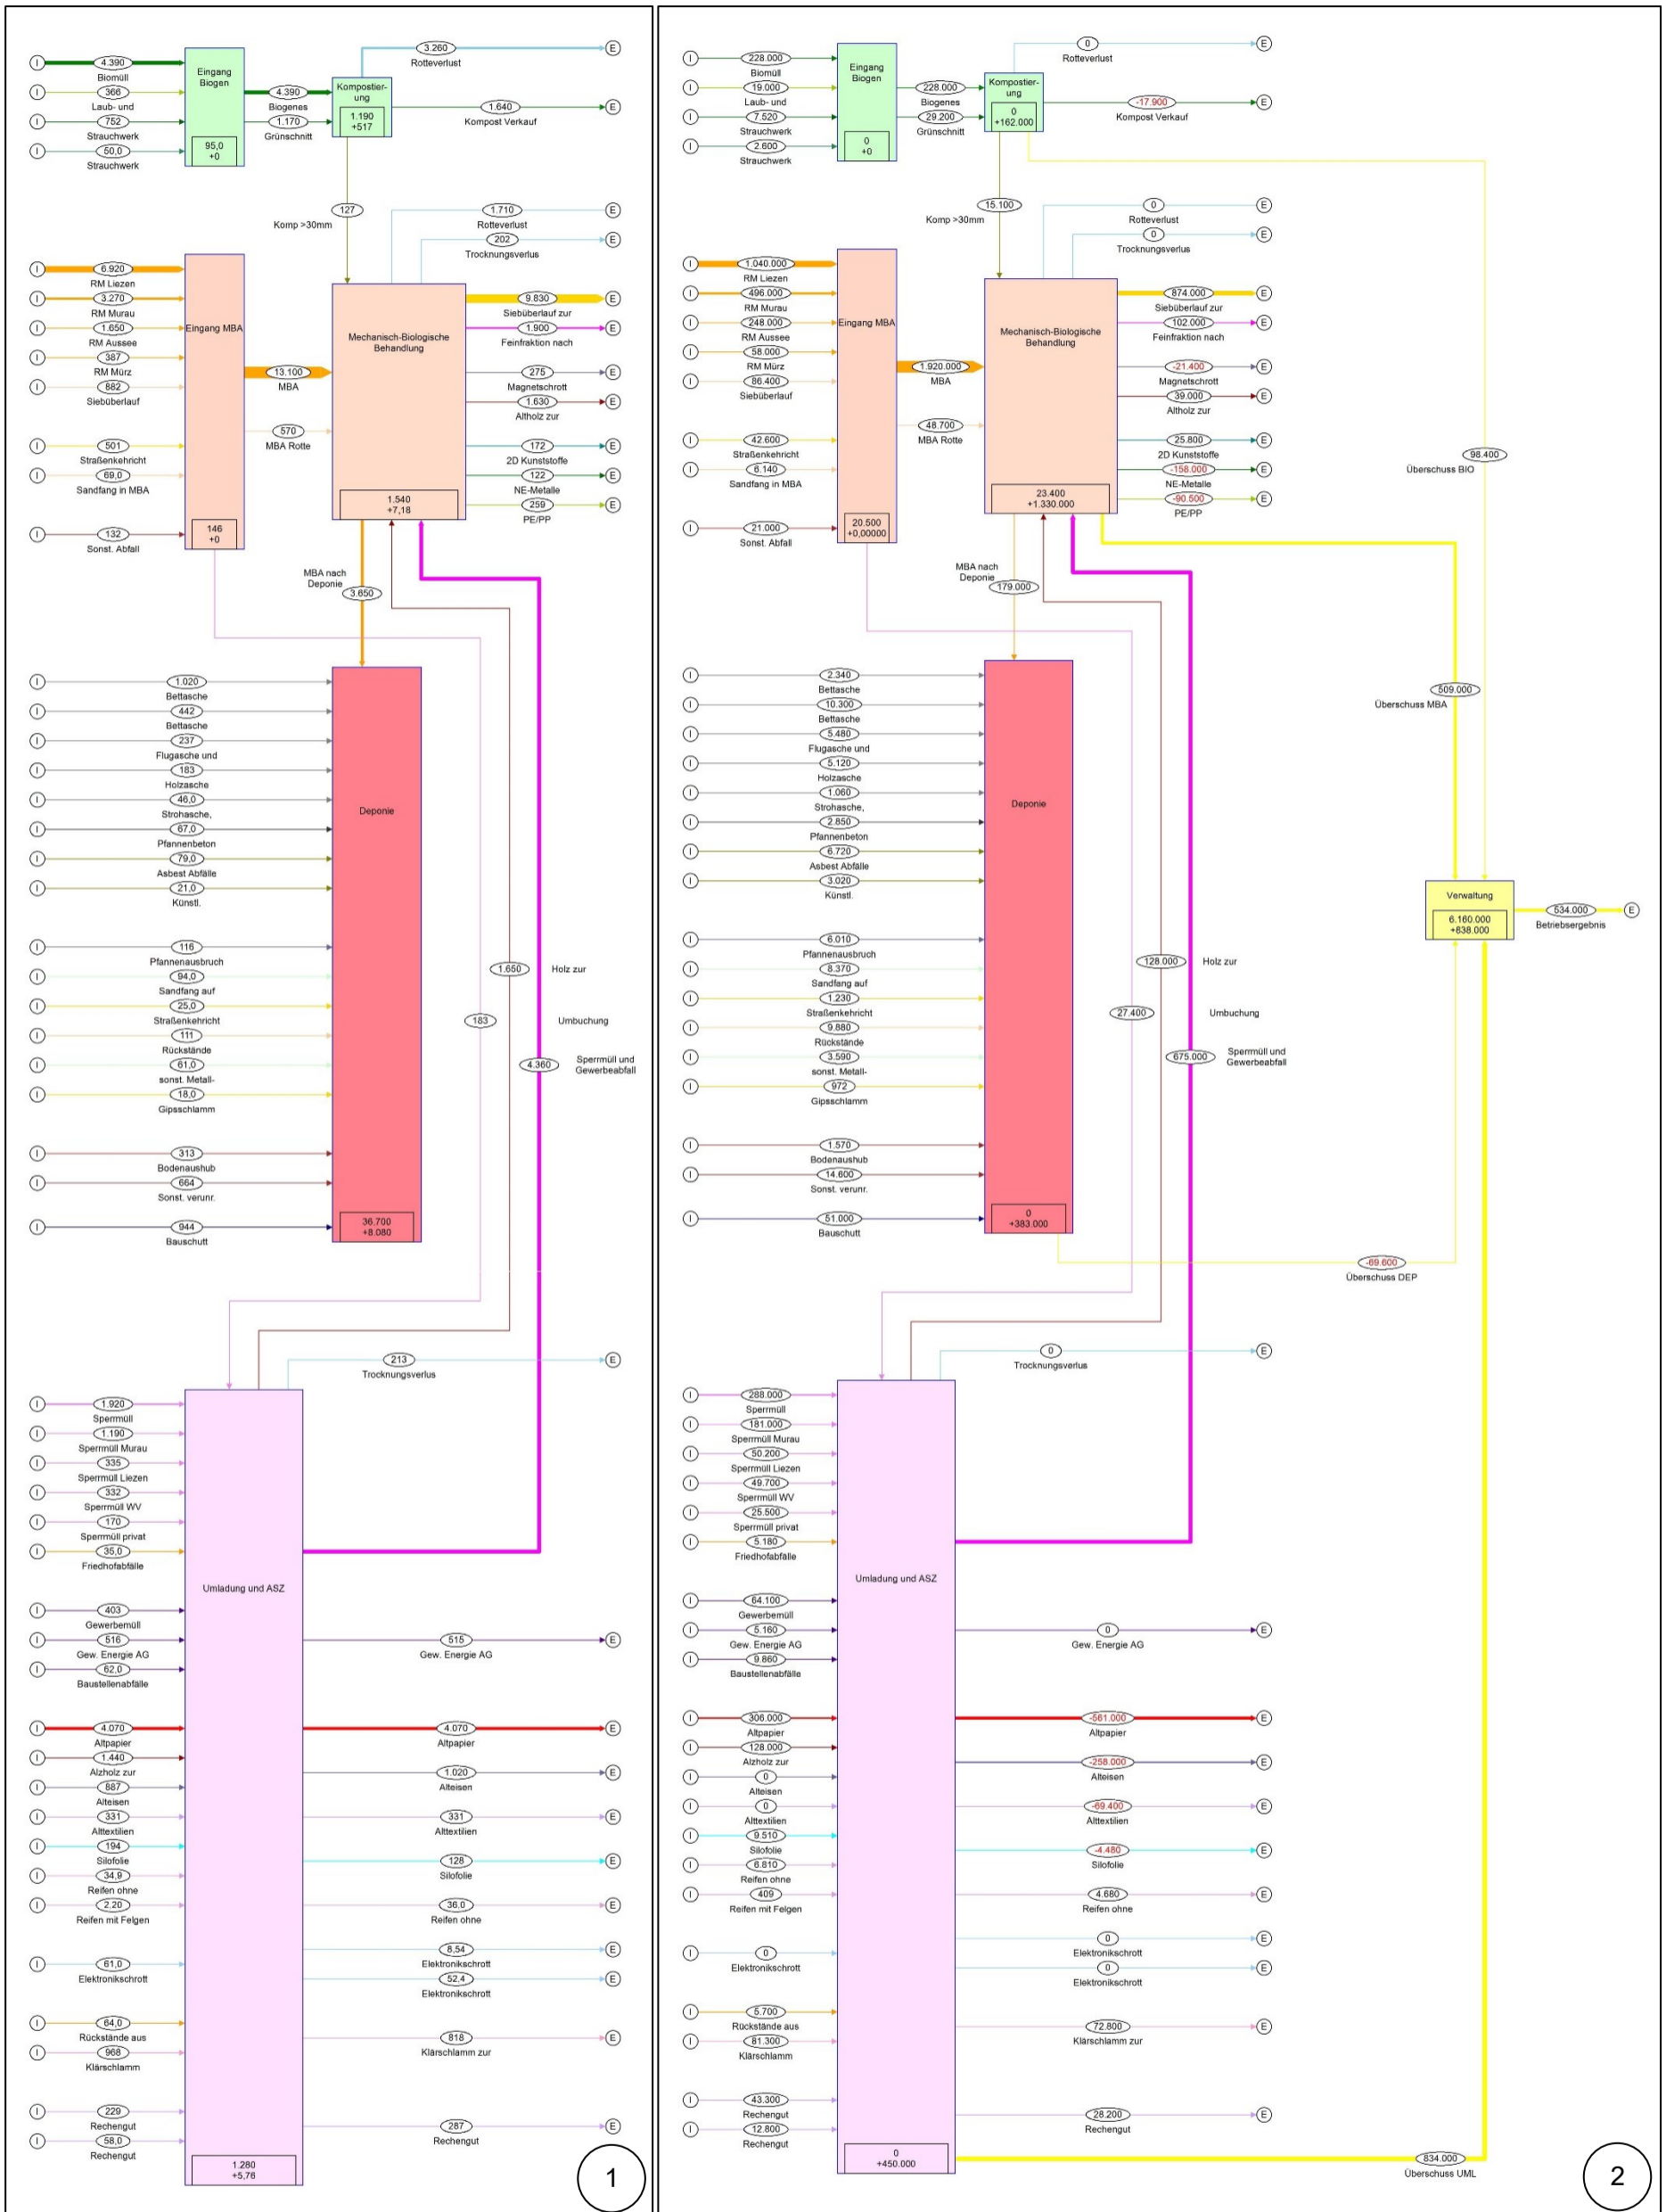 I
4.390
Biomüll
I
366
Laub- und
I
752
Strauchwerk
I
50,0
Strauchwerk
Eingang
Biogen
95,0
+0
4.390
Biogenes
1.170
Grünschnitt
Kompostier-
ung
1.190
+517
3.260
E
Rotteverlust
1.640
E
Kompost Verkauf
127
Komp >30mm
1.710
E
Rotteverlust
202
E
Trocknungsverlus
I
6.920
RM Liezen
I
3.270
RM Murau
I
1.650
RM Aussee
I
387
RM Mürz
I
882
Siebüberlauf
I
501
Straßenkehricht
I
69,0
Sandfang in MBA
I
132
Sonst. Abfall
Eingang MBA
146
+0
13.100
MBA
570
MBA Rotte
Mechanisch-Biologische
Behandlung
1.540
+7,18
9.830
E
Siebüberlauf zur
1.900
E
Feinfraktion nach
275
E
Magnetschrott
1.630
E
Altholz zur
172
E
2D Kunststoffe
122
E
NE-Metalle
259
E
PE/PP
MBA nach
Deponie
3.650
I
1.020
Bettasche
I
442
Bettasche
I
237
Flugasche und
I
183
Holzasche
I
46,0
Strohasche,
I
67,0
Pfannenbeton
I
79,0
Asbest Abfälle
I
21,0
Künstl.
I
116
Pfannenausbruch
I
94,0
Sandfang auf
I
25,0
Straßenkehricht
I
111
Rückstände
I
61,0
sonst. Metall-
I
18,0
Gipsschlamm
I
313
Bodenaushub
I
664
Sonst. verunr.
I
944
Bauschutt
Deponie
36.700
+8.080
1.650
Holz zur
183
Umbuchung
4.360
Sperrmüll und
Gewerbeabfall
213
E
Trocknungsverlus
I
1.920
Sperrmüll
I
1.190
Sperrmüll Murau
I
335
Sperrmüll Liezen
I
332
Sperrmüll WV
I
170
Sperrmüll privat
I
35,0
Friedhofabfälle
I
403
Gewerbemüll
I
516
Gew. Energie AG
I
62,0
Baustellenabfälle
I
4.070
Altpapier
I
1.440
Alzholz zur
I
887
Alteisen
I
331
Alttextilien
I
194
Silofolie
I
34,9
Reifen ohne
I
2,20
Reifen mit Felgen
I
61,0
Elektronikschrott
I
64,0
Rückstände aus
I
968
Klärschlamm
I
229
Rechengut
I
58,0
Rechengut
Umladung und ASZ
1.280
+5,76
515
E
Gew. Energie AG
4.070
E
Altpapier
1.020
E
Alteisen
331
E
Alttextilien
128
E
Silofolie
36,0
E
Reifen ohne
8,54
E
Elektronikschrott
52,4
E
Elektronikschrott
818
E
Klärschlamm zur
287
E
Rechengut
1
I
228.000
Biomüll
I
19.000
Laub- und
I
7.520
Strauchwerk
I
2.600
Strauchwerk
Eingang
Biogen
0
+0
228.000
Biogenes
29.200
Grünschnitt
Kompostier-
ung
0
+162.000
0
E
Rotteverlust
-17.900
E
Kompost Verkauf
15.100
Komp >30mm
0
E
Rotteverlust
0
E
Trocknungsverlus
I
1.040.000
RM Liezen
I
496.000
RM Murau
I
248.000
RM Aussee
I
58.000
RM Mürz
I
86.400
Siebüberlauf
I
42.600
Straßenkehricht
I
6.140
Sandfang in MBA
I
21.000
Sonst. Abfall
Eingang MBA
20.500
+0,00000
1.920.000
MBA
48.700
MBA Rotte
Mechanisch-Biologische
Behandlung
23.400
+1.330.000
874.000
E
Siebüberlauf zur
102.000
E
Feinfraktion nach
-21.400
E
Magnetschrott
39.000
E
Altholz zur
25.800
E
2D Kunststoffe
-158.000
E
NE-Metalle
-90.500
E
PE/PP
98.400
Überschuss BIO
MBA nach
Deponie
179.000
509.000
Überschuss MBA
I
2.340
Bettasche
I
10.300
Bettasche
I
5.480
Flugasche und
I
5.120
Holzasche
I
1.060
Strohasche,
I
2.850
Pfannenbeton
I
6.720
Asbest Abfälle
I
3.020
Künstl.
I
6.010
Pfannenausbruch
I
8.370
Sandfang auf
I
1.230
Straßenkehricht
I
9.880
Rückstände
I
3.590
sonst. Metall-
I
972
Gipsschlamm
I
1.570
Bodenaushub
I
14.600
Sonst. verunr.
I
51.000
Bauschutt
Deponie
0
+383.000
Verwaltung
6.160.000
+838.000
534.000
E
Betriebsergebnis
128.000
Holz zur
27.400
Umbuchung
675.000
Sperrmüll und
Gewerbeabfall
-69.600
Überschuss DEP
0
E
Trocknungsverlus
I
288.000
Sperrmüll
I
181.000
Sperrmüll Murau
I
50.200
Sperrmüll Liezen
I
49.700
Sperrmüll WV
I
25.500
Sperrmüll privat
I
5.180
Friedhofabfälle
I
64.100
Gewerbemüll
I
5.160
Gew. Energie AG
I
9.860
Baustellenabfälle
I
306.000
Altpapier
I
128.000
Alzholz zur
I
0
Alteisen
I
0
Alttextilien
I
9.510
Silofolie
I
6.810
Reifen ohne
I
409
Reifen mit Felgen
I
0
Elektronikschrott
I
5.700
Rückstände aus
I
81.300
Klärschlamm
I
43.300
Rechengut
I
12.800
Rechengut
Umladung und ASZ
0
+450.000
0
E
Gew. Energie AG
-561.000
E
Altpapier
-258.000
E
Alteisen
-69.400
E
Alttextilien
-4.480
E
Silofolie
4.680
E
Reifen ohne
0
E
Elektronikschrott
0
E
Elektronikschrott
72.800
E
Klärschlamm zur
28.200
E
Rechengut
834.000
Überschuss UML
2